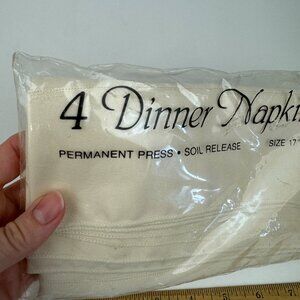 4 Dinner Napki
PERMANENT PRESS • SOIL RELEASE SIZE 17